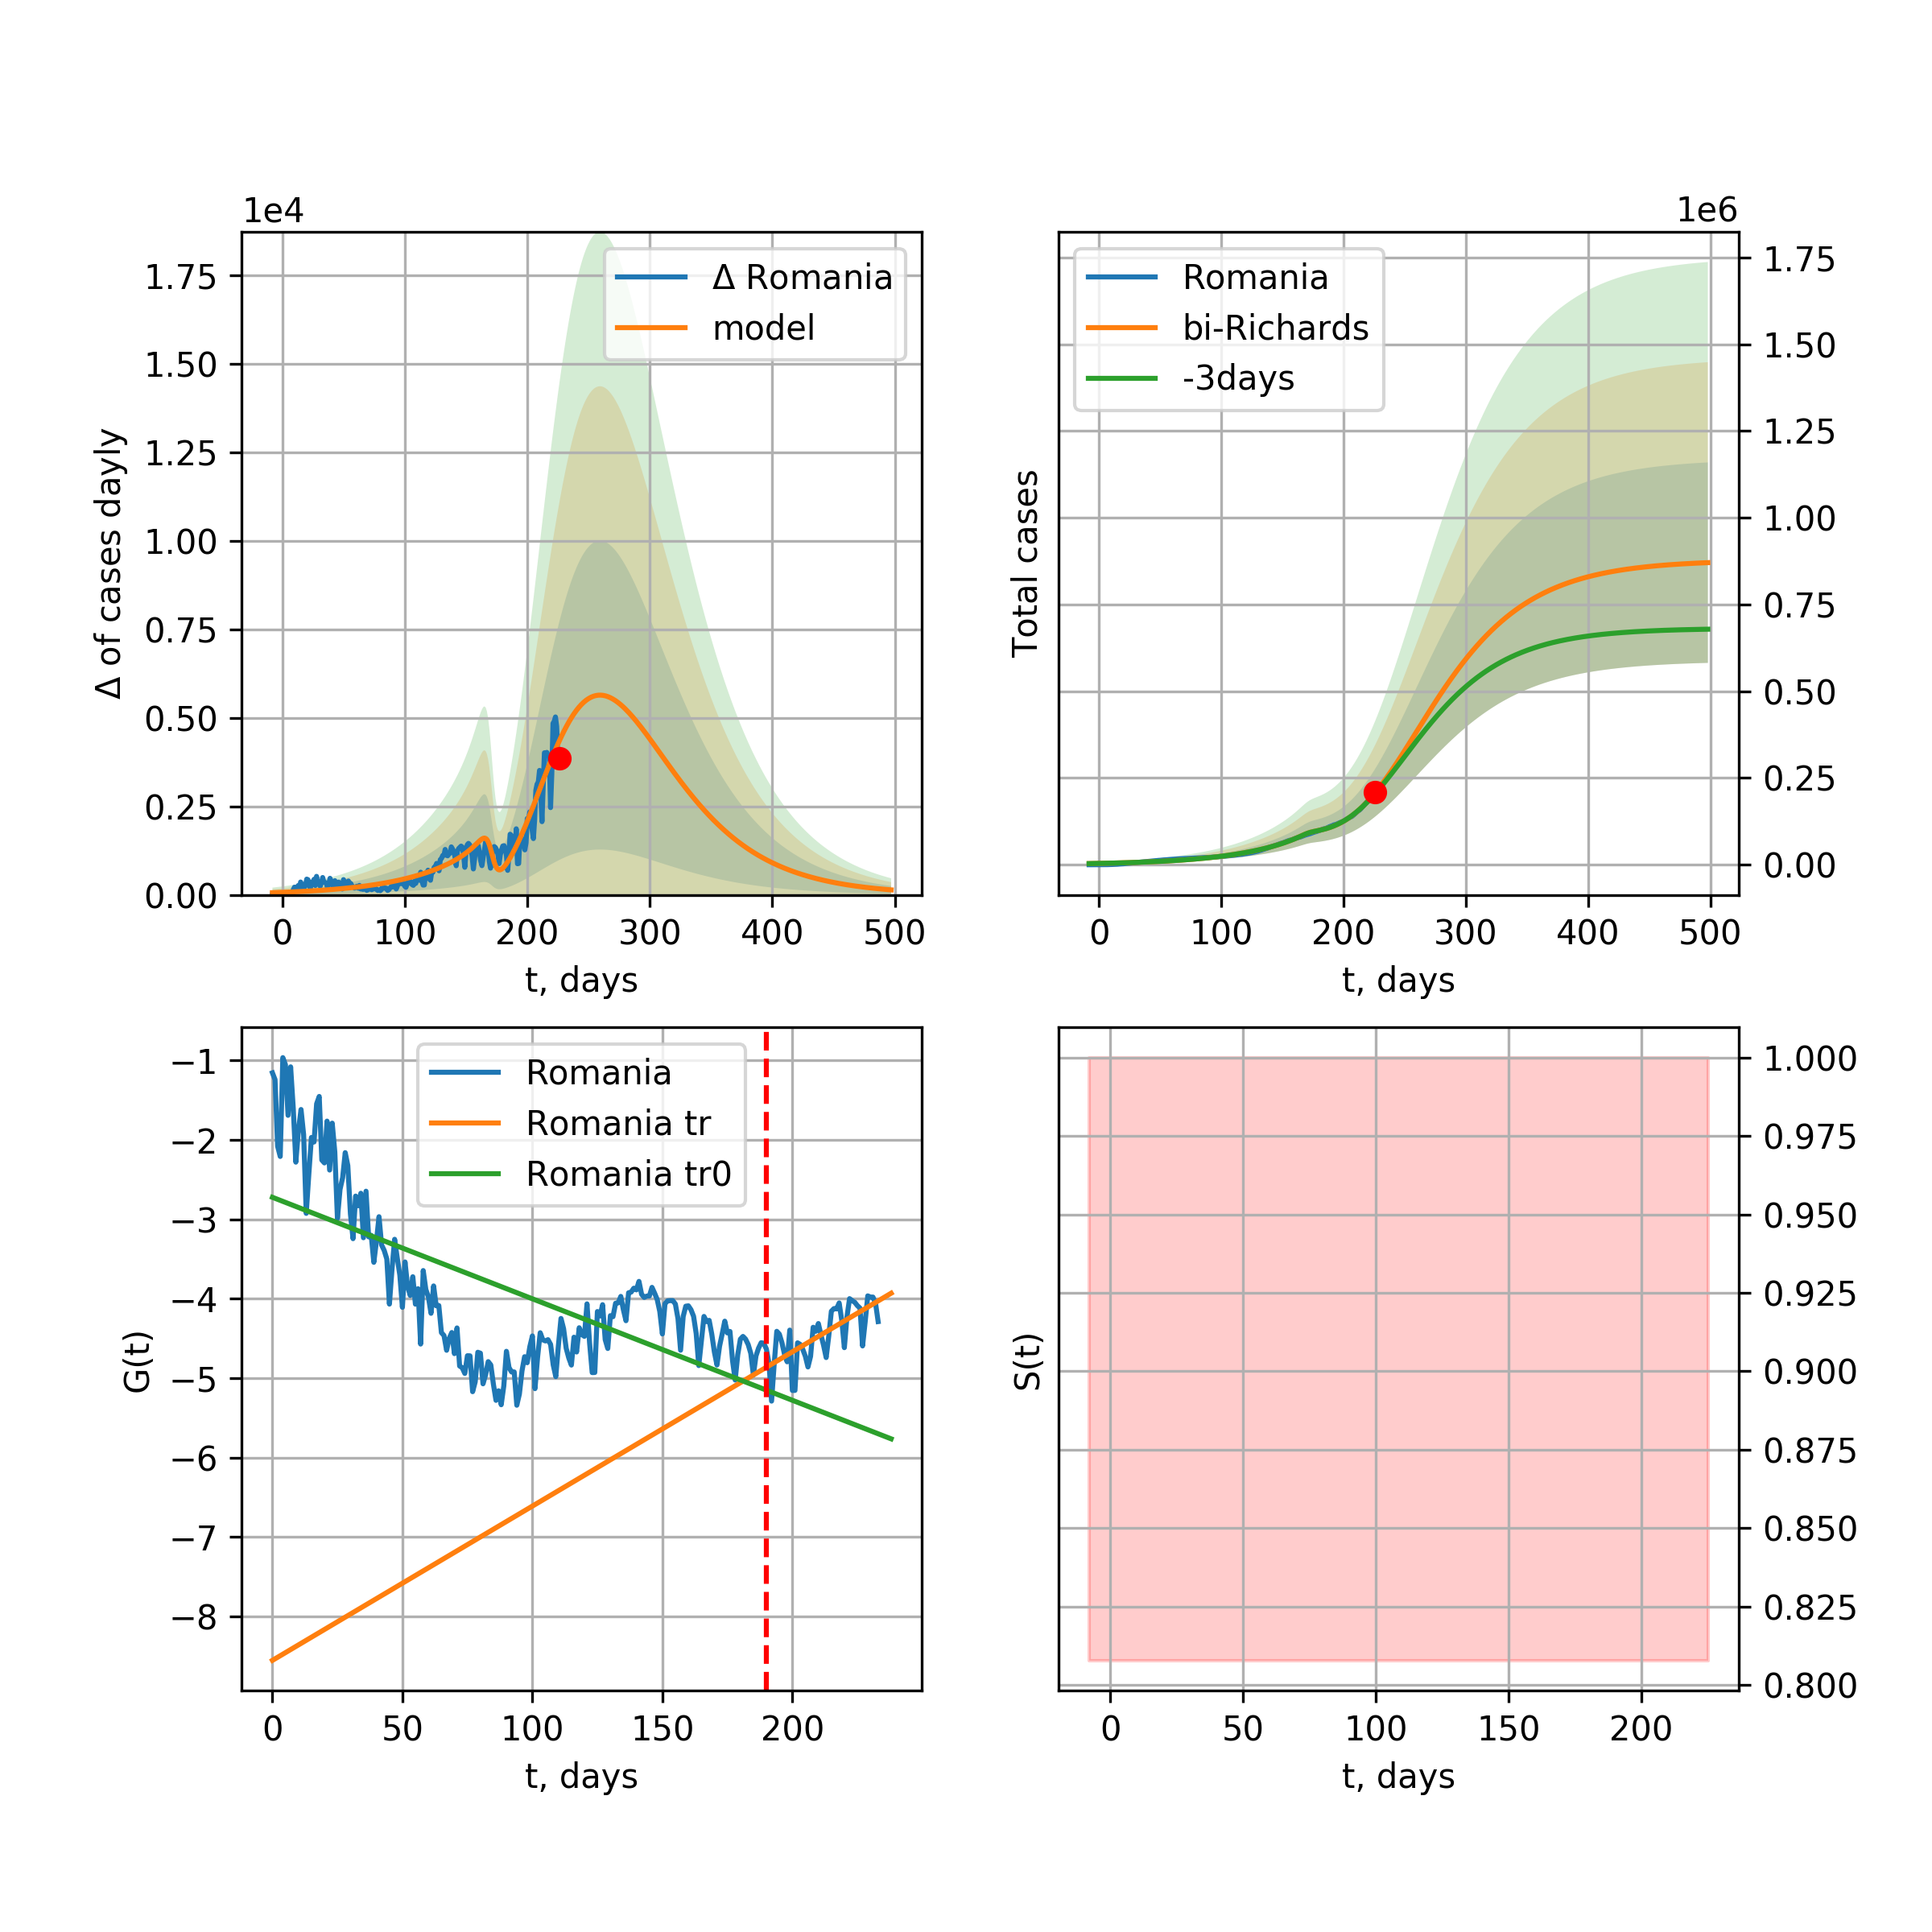 1e4
Δ of cases dayly
1.75
1.50
1.25
1.00
0.75
0.50
0.25
0.00
Δ Romania
model
0 100 200 300 400 500
t, days
1e6
Total cases
Romania
bi-Richards
-3days
1.75
1.50
1.25
1.00
0.75
0.50
0.25
0.00
0 100 200 300 400 500
t, days
G(t)
−1
−2
−3
−4
−5
−6
−7
−8
Romania
Romania tr
Romania tr0
0 50 100 150 200
t, days
S(t)
1.000
0.975
0.950
0.925
0.900
0.875
0.850
0.825
0.800
0 50 100 150 200
t, days